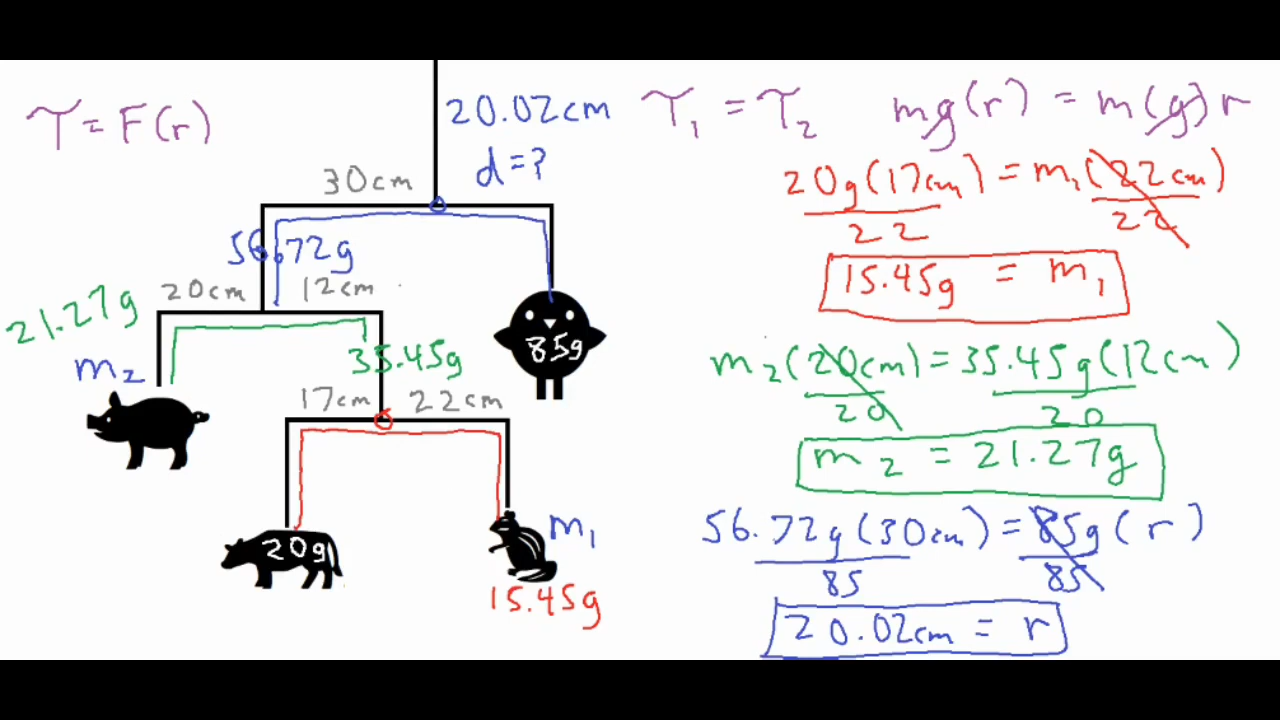 τ = F(r)
20.02cm
d = ?
30cm
56.72g
20cm
12cm
21.27g
m₂
35.45g
85g
17cm
22cm
20g
m₁
15.45g
τ₁ = τ₂
mg(r) = m(g)r
20g(17cm) = m₁(22cm)
22 22
15.45g = m₁
m₂(20cm) = 35.45g(12cm)
20 20
m₂ = 21.27g
56.72g(30cm) = 85g(r)
85 85
20.02cm = r